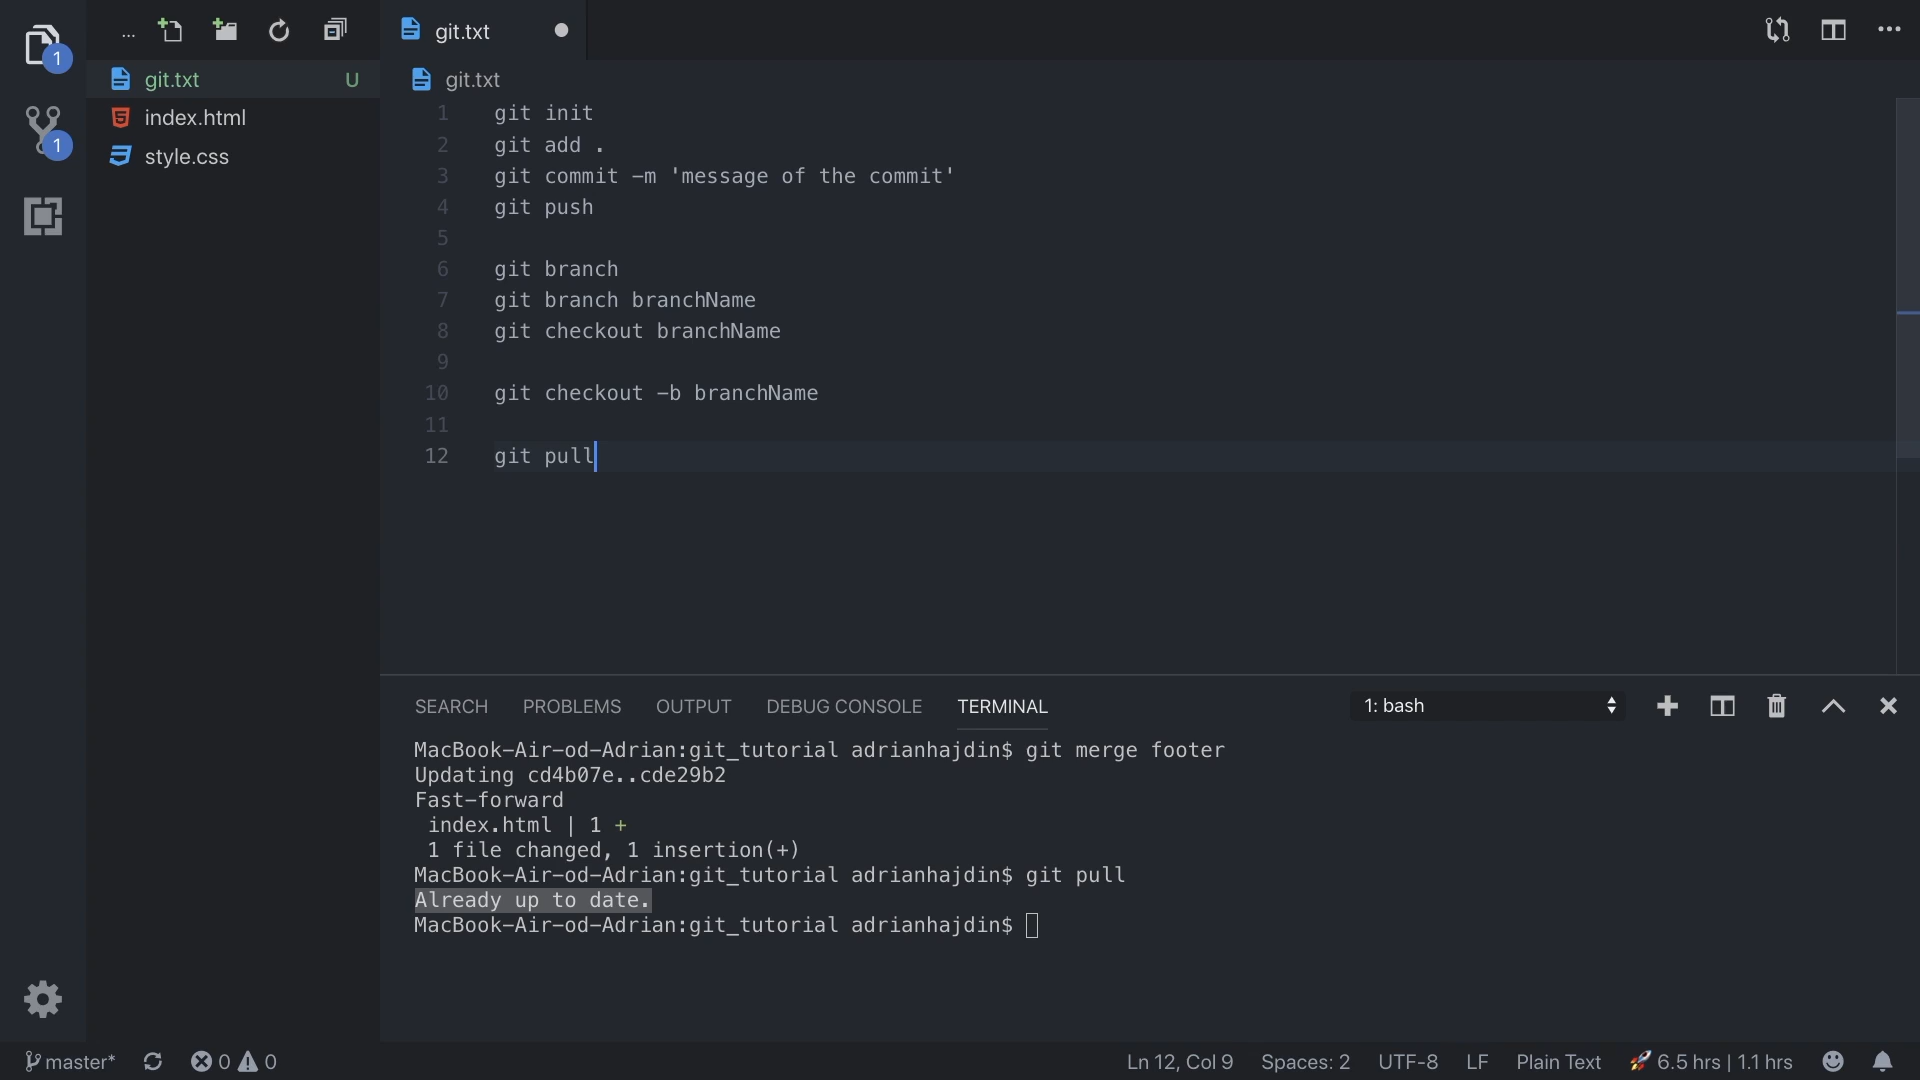 ...
git.txt
1
git.txt U
git.txt
index.html
1
style.css
1 git init
2 git add .
3 git commit -m 'message of the commit'
4 git push
5
6 git branch
7 git branch branchName
8 git checkout branchName
9
10 git checkout -b branchName
11
12 git pull
SEARCH PROBLEMS OUTPUT DEBUG CONSOLE TERMINAL 1: bash
MacBook-Air-od-Adrian:git_tutorial adrianhajdin$ git merge footer
Updating cd4b07e..cde29b2
Fast-forward
index.html | 1 +
1 file changed, 1 insertion(+)
MacBook-Air-od-Adrian:git_tutorial adrianhajdin$ git pull
Already up to date.
MacBook-Air-od-Adrian:git_tutorial adrianhajdin$
master* 0 0 Ln 12, Col 9 Spaces: 2 UTF-8 LF Plain Text 🚀 6.5 hrs | 1.1 hrs